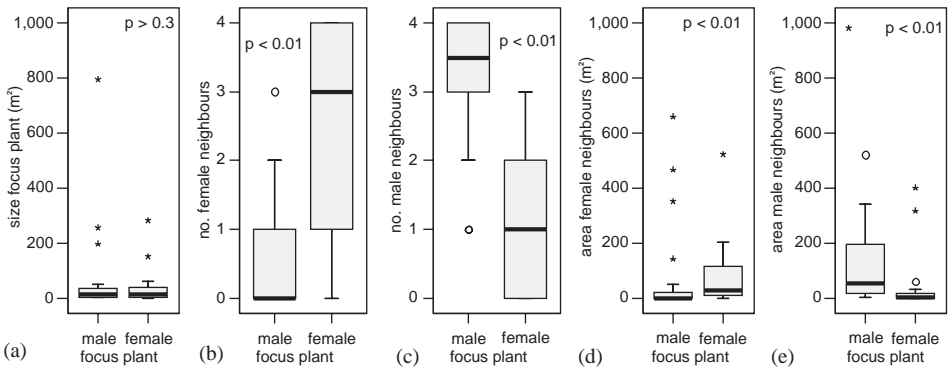 (a)
size focus plant (m²)
1,000
800
600
400
200
0
p > 0.3
male female
focus plant
(b)
no. female neighbours
4
3
2
1
0
p < 0.01
male female
focus plant
(c)
no. male neighbours
4
3
2
1
0
p < 0.01
male female
focus plant
(d)
area female neighbours (m²)
1,000
800
600
400
200
0
p < 0.01
male female
focus plant
(e)
area male neighbours (m²)
1,000
800
600
400
200
0
p < 0.01
male female
focus plant